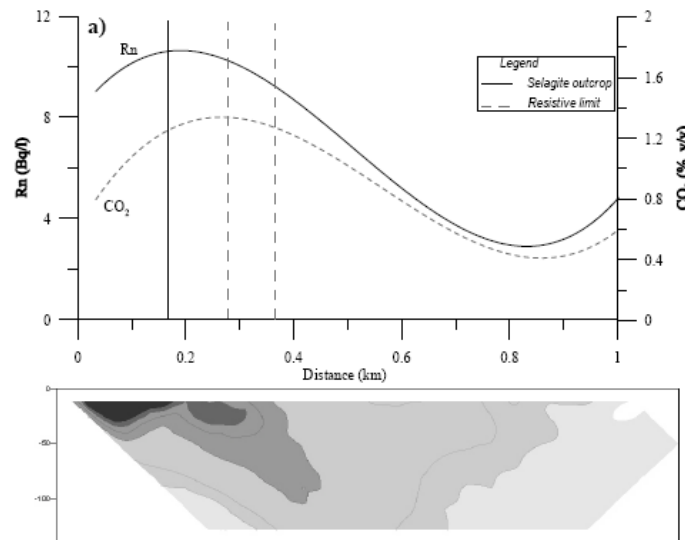 a)
Rn
CO2
Legend
Selagite outcrop
Resistive limit
12
8
4
0
Rn (Bq/l)
2
1.6
1.2
0.8
0.4
0
CO2 (% v/v)
0 0.2 0.4 0.6 0.8 1
Distance (km)
0
-50
-100